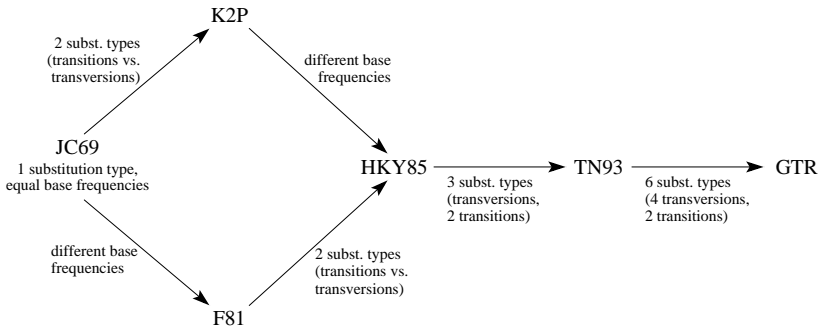 K2P
2 subst. types
(transitions vs.
transversions)
different base
frequencies
JC69
1 substitution type,
equal base frequencies
HKY85
3 subst. types
(transversions,
2 transitions)
TN93
6 subst. types
(4 transversions,
2 transitions)
GTR
different base
frequencies
2 subst. types
(transitions vs.
transversions)
F81